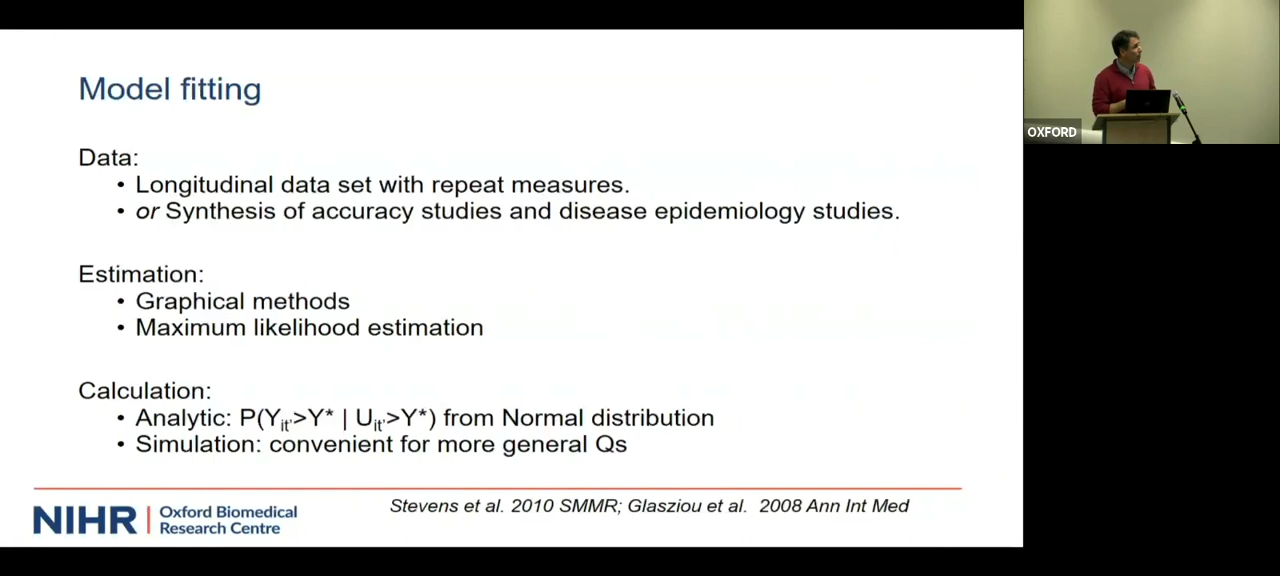 Model fitting
Data:
• Longitudinal data set with repeat measures.
• or Synthesis of accuracy studies and disease epidemiology studies.
Estimation:
• Graphical methods
• Maximum likelihood estimation
Calculation:
• Analytic: P(Yit'>Y* | Uit'>Y*) from Normal distribution
• Simulation: convenient for more general Qs
Stevens et al. 2010 SMMR; Glasziou et al. 2008 Ann Int Med
NIHR | Oxford Biomedical
Research Centre
OXFORD